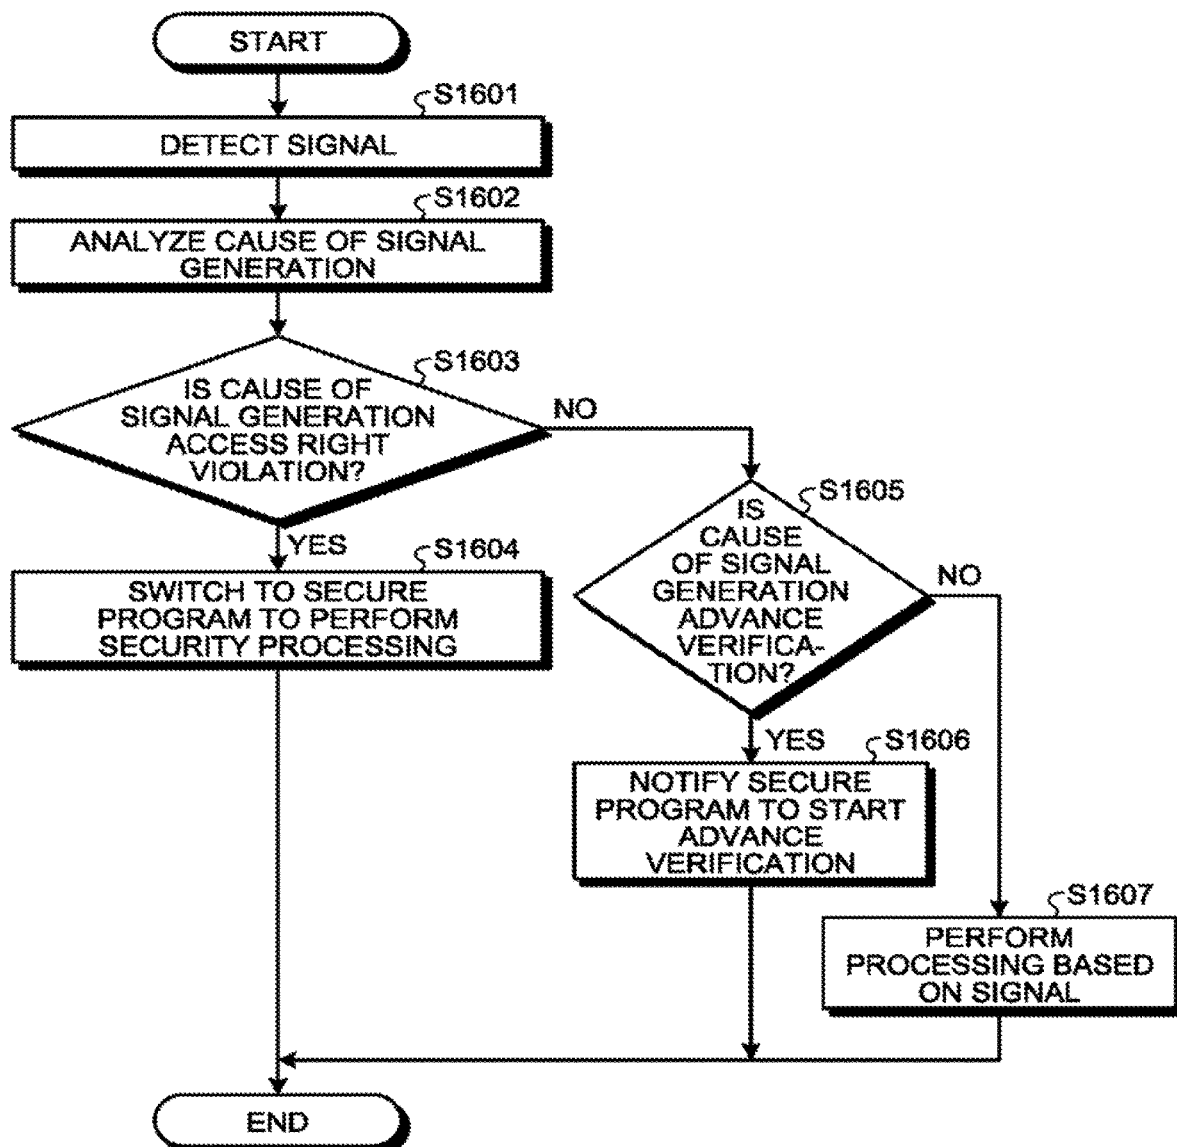 START
S1601
DETECT SIGNAL
S1602
ANALYZE CAUSE OF SIGNAL
GENERATION
S1603
IS CAUSE OF
SIGNAL GENERATION
ACCESS RIGHT
VIOLATION?
NO
YES
S1604
SWITCH TO SECURE
PROGRAM TO PERFORM
SECURITY PROCESSING
S1605
IS
CAUSE
OF SIGNAL
GENERATION
ADVANCE
VERIFICA-
TION?
NO
YES
S1606
NOTIFY SECURE
PROGRAM TO START
ADVANCE
VERIFICATION
S1607
PERFORM
PROCESSING BASED
ON SIGNAL
END